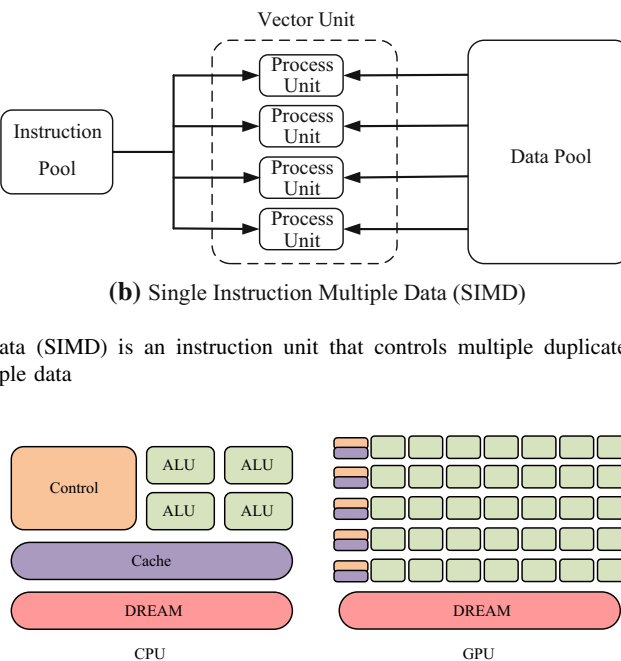 Vector Unit
Process
Unit
Process
Unit
Process
Unit
Process
Unit
Instruction
Pool
Data Pool
(b) Single Instruction Multiple Data (SIMD)
ata (SIMD) is an instruction unit that controls multiple duplicate
ple data
Control
ALU
ALU
ALU
ALU
Cache
DREAM
DREAM
CPU
GPU